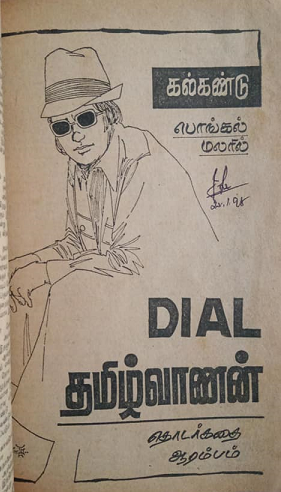 கல்கண்டு
பொங்கல்
மலரில்
DIAL
தமிழ்வாணன்
தொடர்கதை
ஆரம்பம்